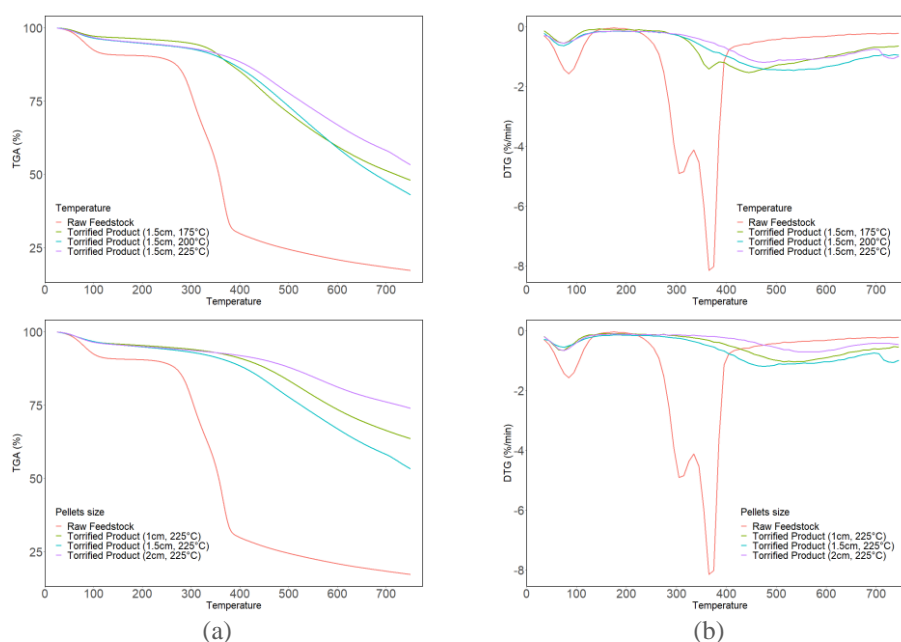 100
75
50
25
TGA (%)
Temperature
Raw Feedstock
Torrified Product (1.5cm, 175°C)
Torrified Product (1.5cm, 200°C)
Torrified Product (1.5cm, 225°C)
0 100 200 300 400 500 600 700
Temperature
0
-2
-4
-6
-8
DTG (%/min)
Temperature
Raw Feedstock
Torrified Product (1.5cm, 175°C)
Torrified Product (1.5cm, 200°C)
Torrified Product (1.5cm, 225°C)
0 100 200 300 400 500 600 700
Temperature
100
75
50
25
TGA (%)
Pellets size
Raw Feedstock
Torrified Product (1cm, 225°C)
Torrified Product (1.5cm, 225°C)
Torrified Product (2cm, 225°C)
0 100 200 300 400 500 600 700
Temperature
0
-2
-4
-6
-8
DTG (%/min)
Pellets size
Raw Feedstock
Torrified Product (1cm, 225°C)
Torrified Product (1.5cm, 225°C)
Torrified Product (2cm, 225°C)
0 100 200 300 400 500 600 700
Temperature
(a) (b)